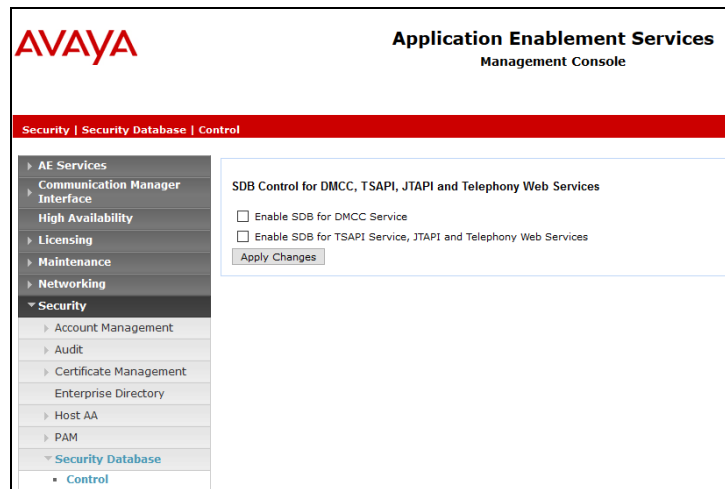 AVAYA
Application Enablement Services
Management Console
Security | Security Database | Control
AE Services
Communication Manager
Interface
High Availability
Licensing
Maintenance
Networking
Security
Account Management
Audit
Certificate Management
Enterprise Directory
Host AA
PAM
Security Database
Control
SDB Control for DMCC, TSAPI, JTAPI and Telephony Web Services
Enable SDB for DMCC Service
Enable SDB for TSAPI Service, JTAPI and Telephony Web Services
Apply Changes